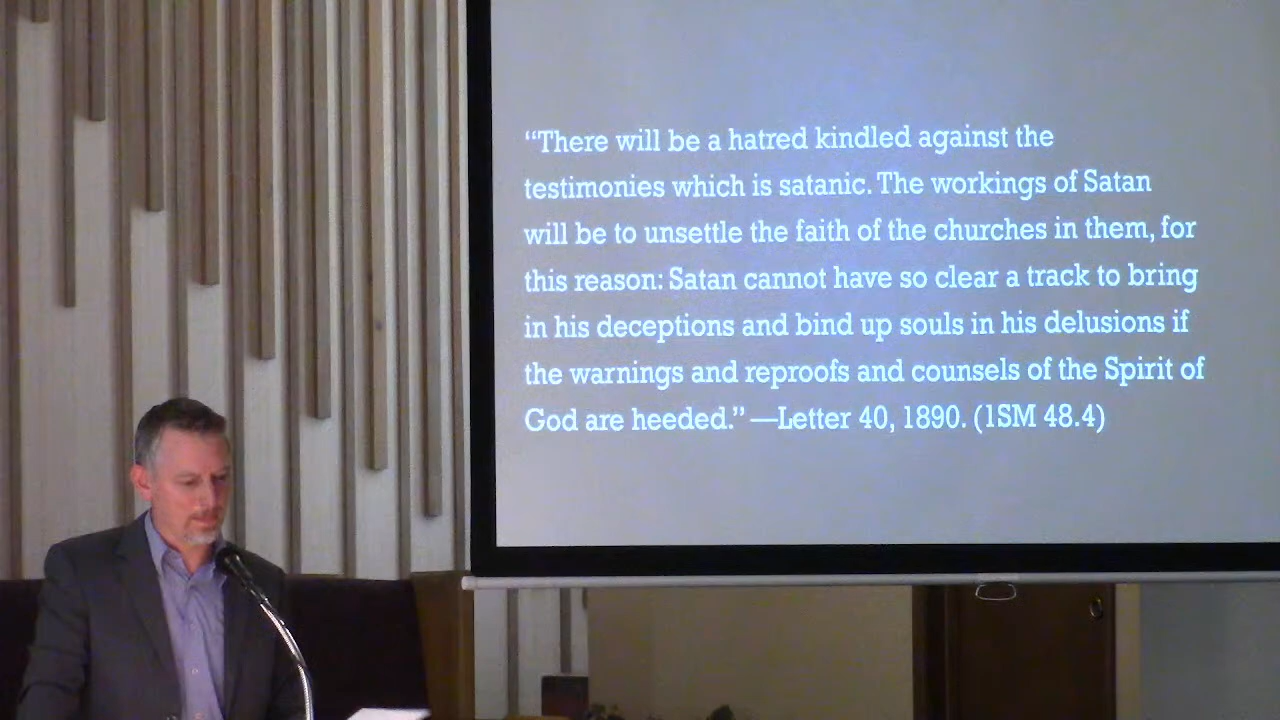 “There will be a hatred kindled against the
testimonies which is satanic. The workings of Satan
will be to unsettle the faith of the churches in them, for
this reason: Satan cannot have so clear a track to bring
in his deceptions and bind up souls in his delusions if
the warnings and reproofs and counsels of the Spirit of
God are heeded.” —Letter 40, 1890. (1SM 48.4)